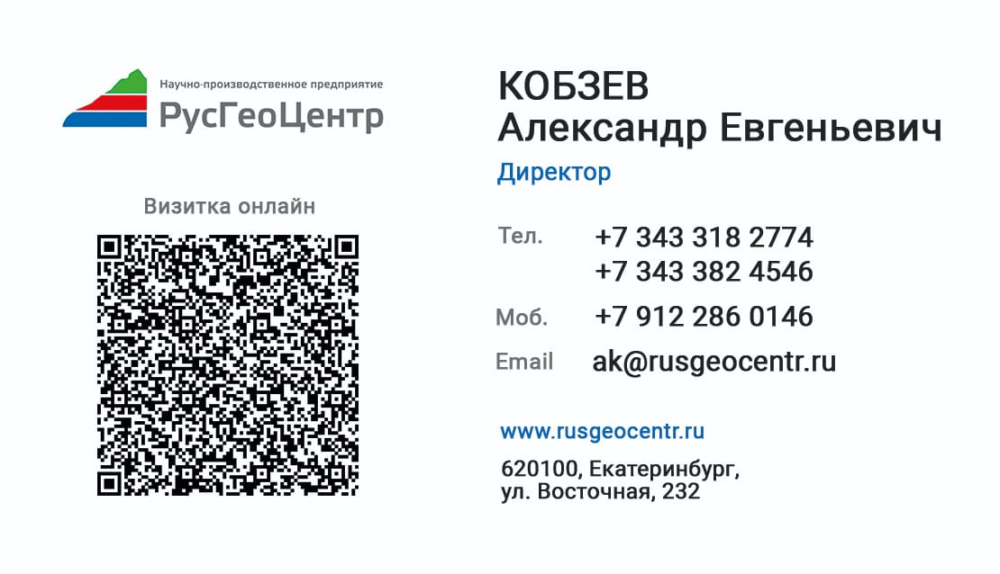 Научно-производственное предприятие
РусГеоЦентр
Визитка онлайн
КОБЗЕВ
Александр Евгеньевич
Директор
Тел. +7 343 318 2774
+7 343 382 4546
Моб. +7 912 286 0146
Email ak@rusgeocentr.ru
www.rusgeocentr.ru
620100, Екатеринбург,
ул. Восточная, 232